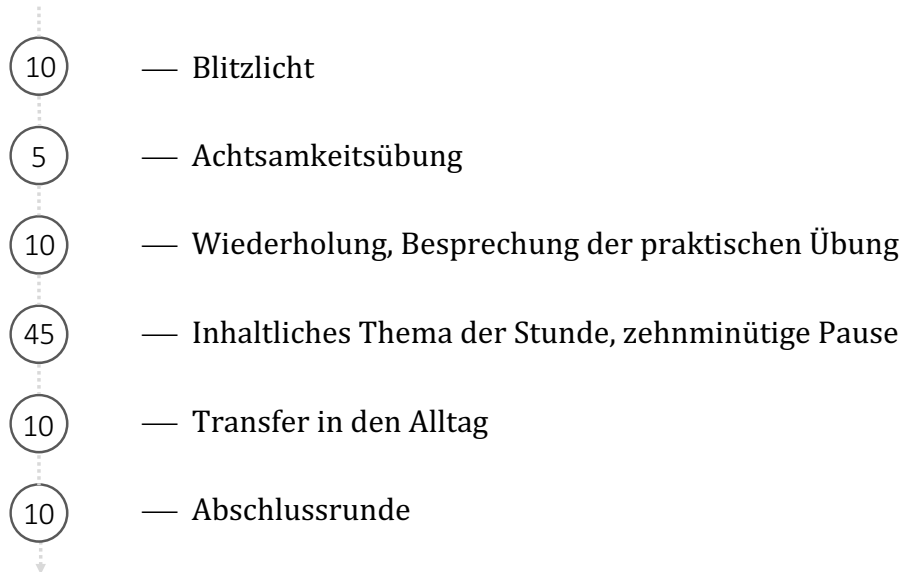 10 — Blitzlicht
5 — Achtsamkeitsübung
10 — Wiederholung, Besprechung der praktischen Übung
45 — Inhaltliches Thema der Stunde, zehnminütige Pause
10 — Transfer in den Alltag
10 — Abschlussrunde